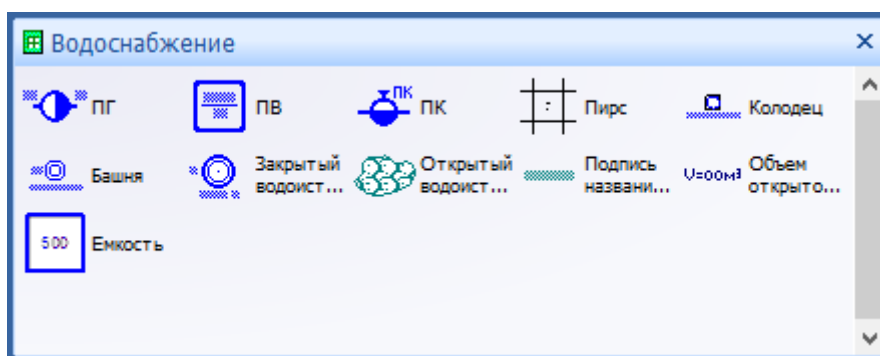 Водоснабжение
ПГ
ПВ
ПК
ПК
Пирс
Колодец
Башня
Закрытый
водоист...
Открытый
водоист...
Подпись
названи...
V=00м³
Объем
открыто...
500
Емкость